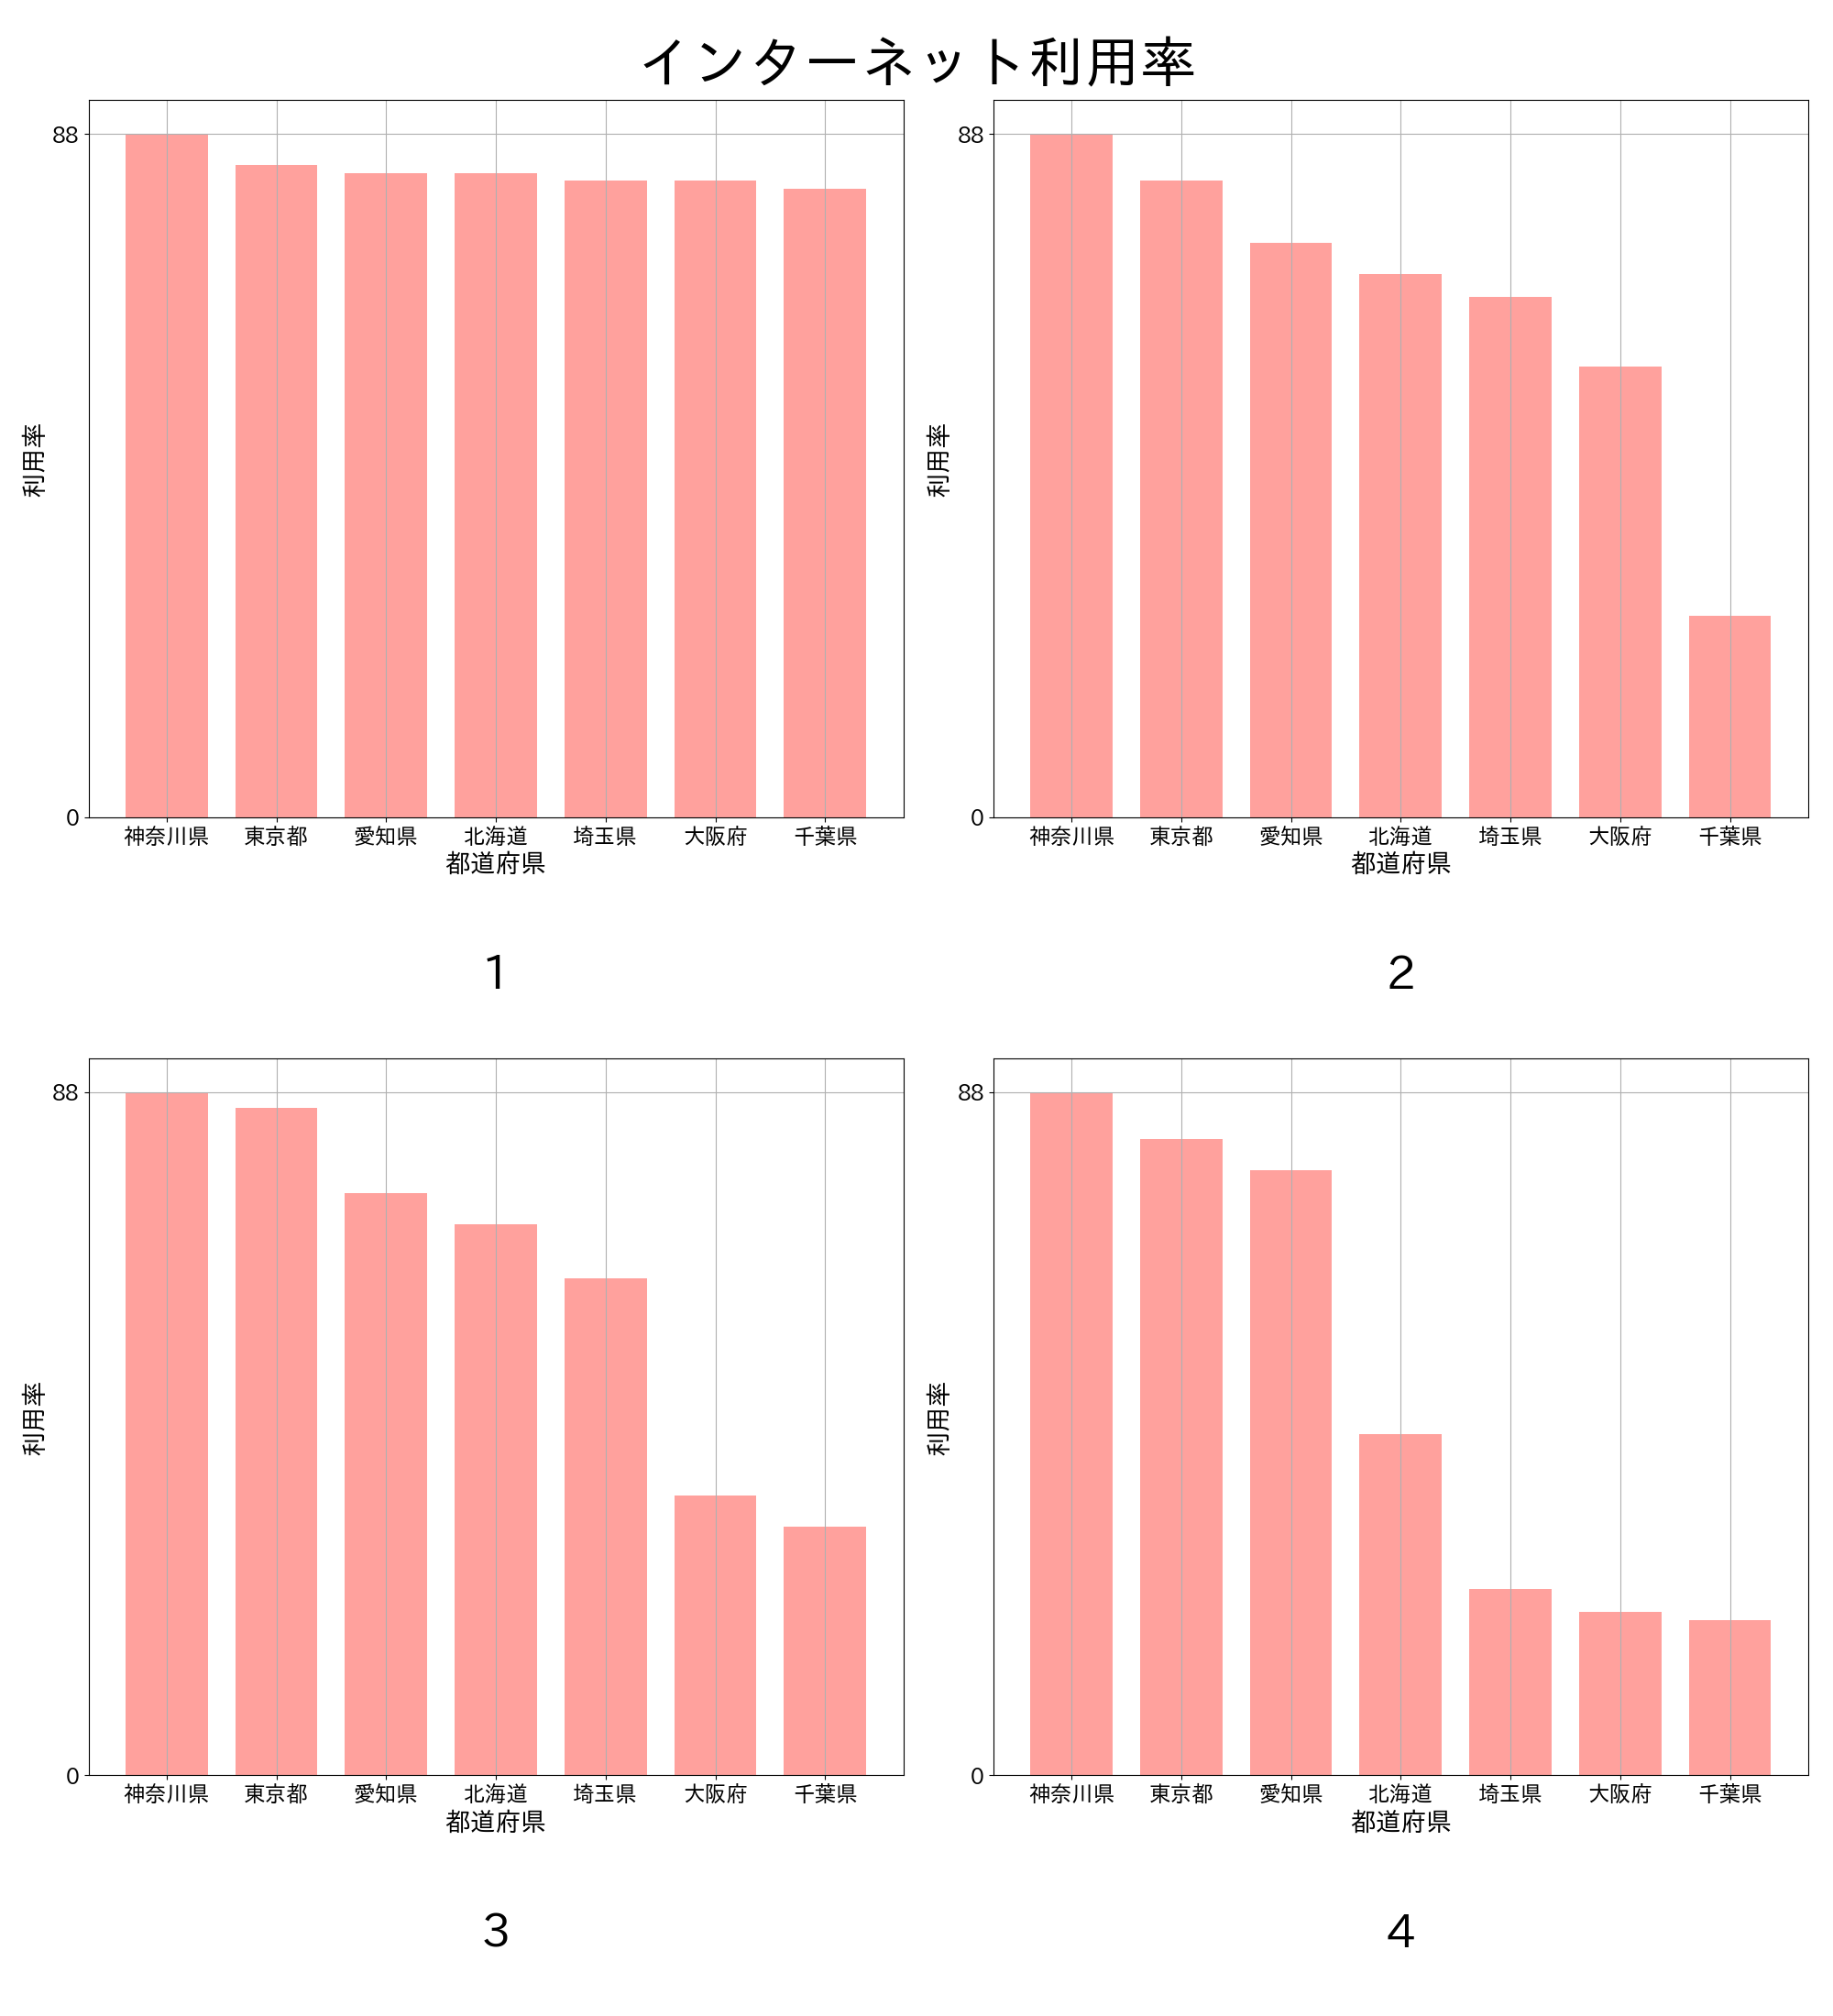 インターネット利用率
88
0
利用率
神奈川県 東京都 愛知県 北海道 埼玉県 大阪府 千葉県
都道府県
1
88
0
利用率
神奈川県 東京都 愛知県 北海道 埼玉県 大阪府 千葉県
都道府県
2
88
0
利用率
神奈川県 東京都 愛知県 北海道 埼玉県 大阪府 千葉県
都道府県
3
88
0
利用率
神奈川県 東京都 愛知県 北海道 埼玉県 大阪府 千葉県
都道府県
4